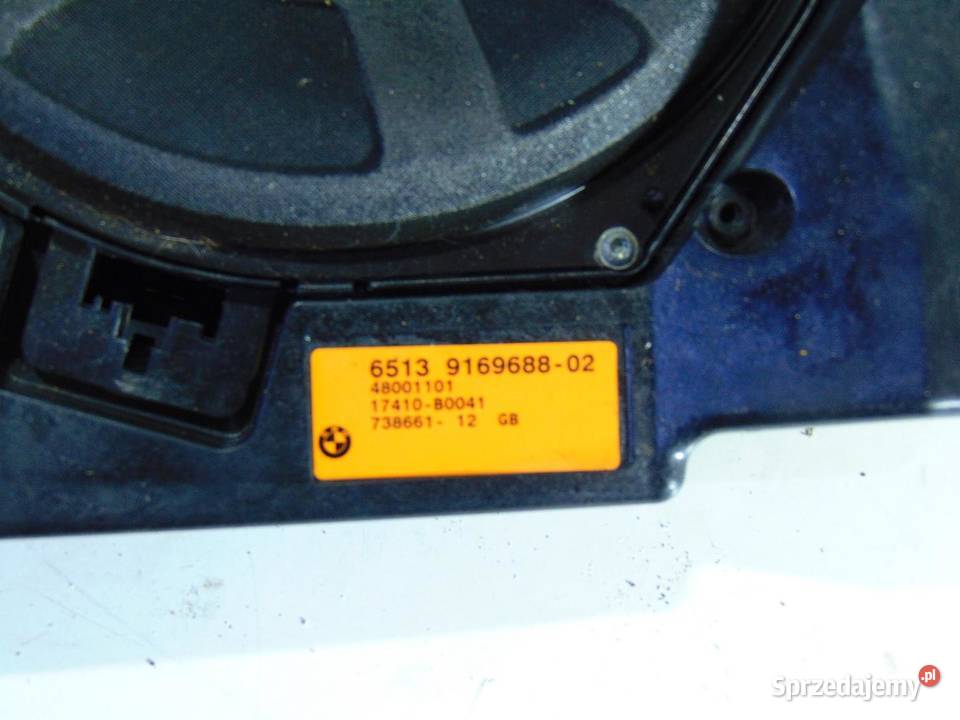 6513 9169688-02
48001101
17410-B0041
738661- 12 GB
Sprzedajemy.pl